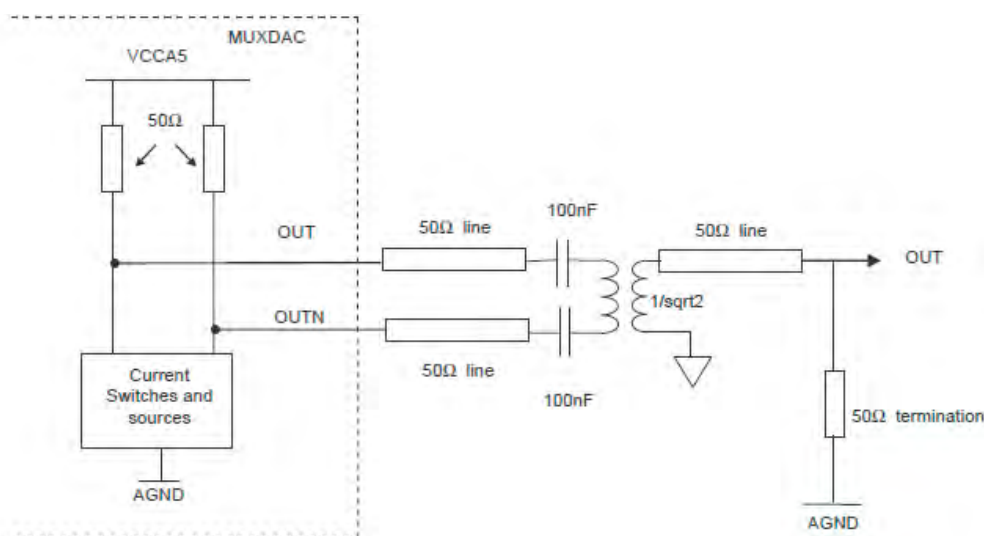 MUXDAC
VCCA5
50Ω
100nF
OUT
50Ω line
50Ω line
OUT
1/sqrt2
OUTN
50Ω line
100nF
Current
Switches and
sources
50Ω termination
AGND
AGND